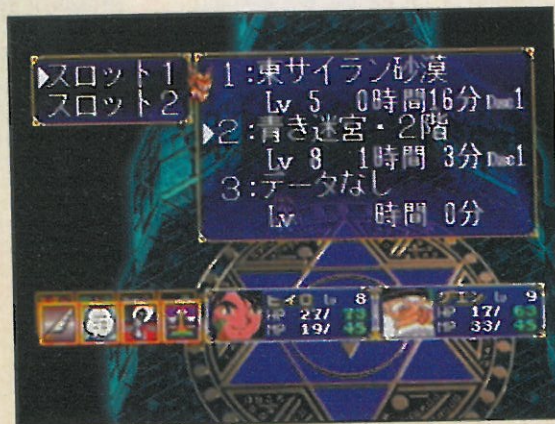 スロット1
スロット2
1:東サイラン砂漠
Lv 5 0時間16分 Disc1
2:青き迷宮・2階
Lv 8 1時間 3分 Disc1
3:データなし
Lv 時間 0分
ヒイロ Lv 8
HP 27/ 73
MP 19/ 45
Lv 9
HP 17/ 63
MP 33/ 45